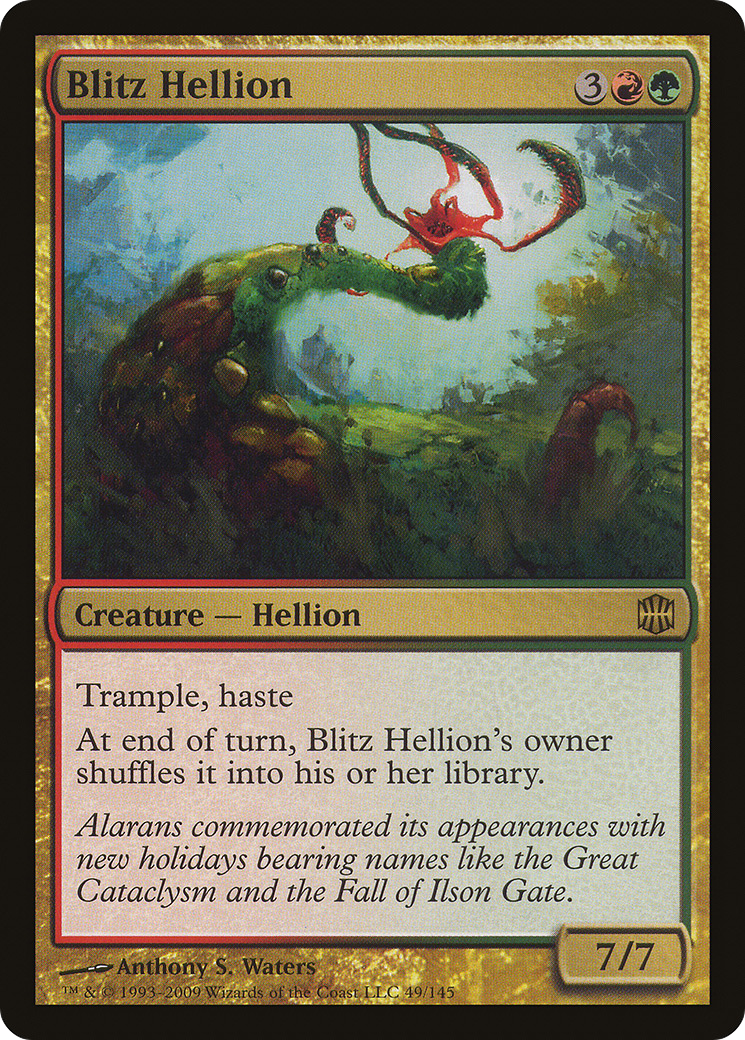 Blitz Hellion 3
Creature — Hellion
Trample, haste
At end of turn, Blitz Hellion's owner
shuffles it into his or her library.
Alarans commemorated its appearances with
new holidays bearing names like the Great
Cataclysm and the Fall of Ilson Gate.
7/7
Anthony S. Waters
™ & © 1993-2009 Wizards of the Coast LLC 49/145